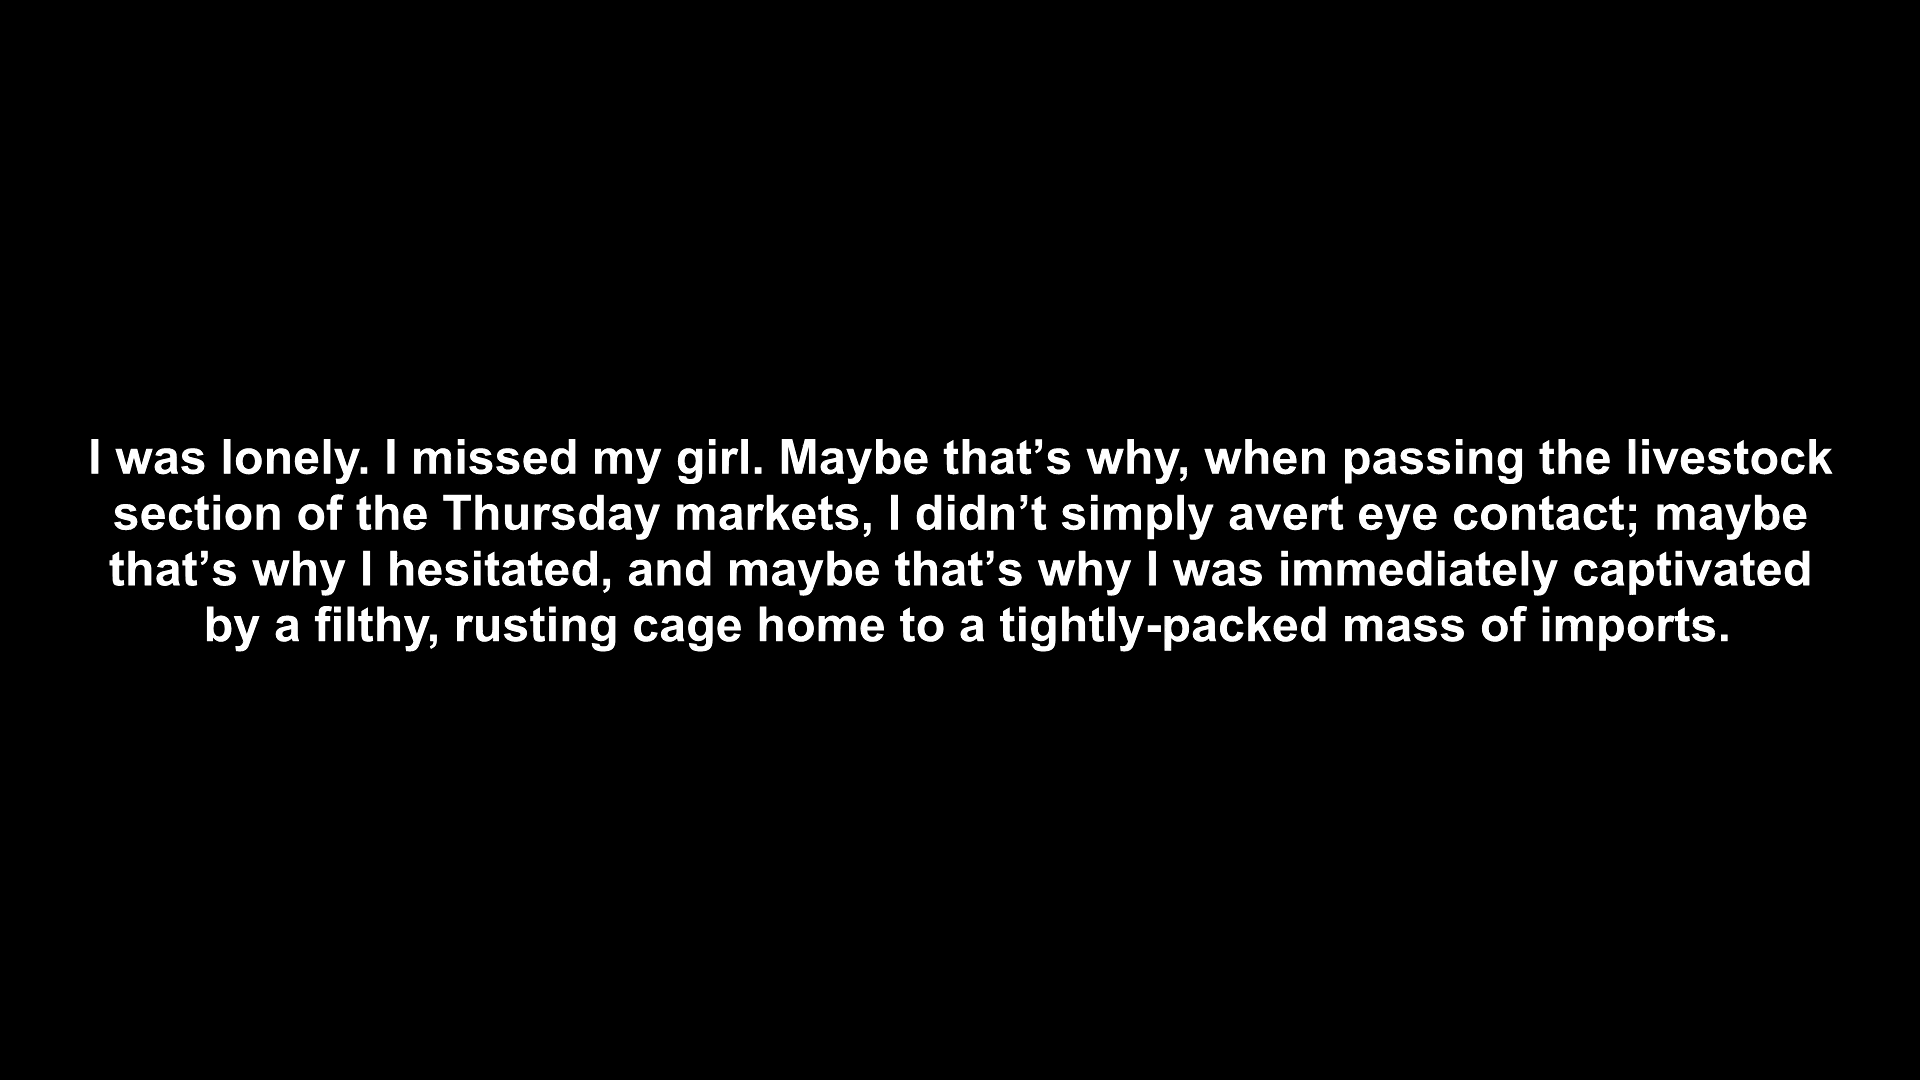 I was lonely. I missed my girl. Maybe that’s why, when passing the livestock
section of the Thursday markets, I didn’t simply avert eye contact; maybe
that’s why I hesitated, and maybe that’s why I was immediately captivated
by a filthy, rusting cage home to a tightly-packed mass of imports.